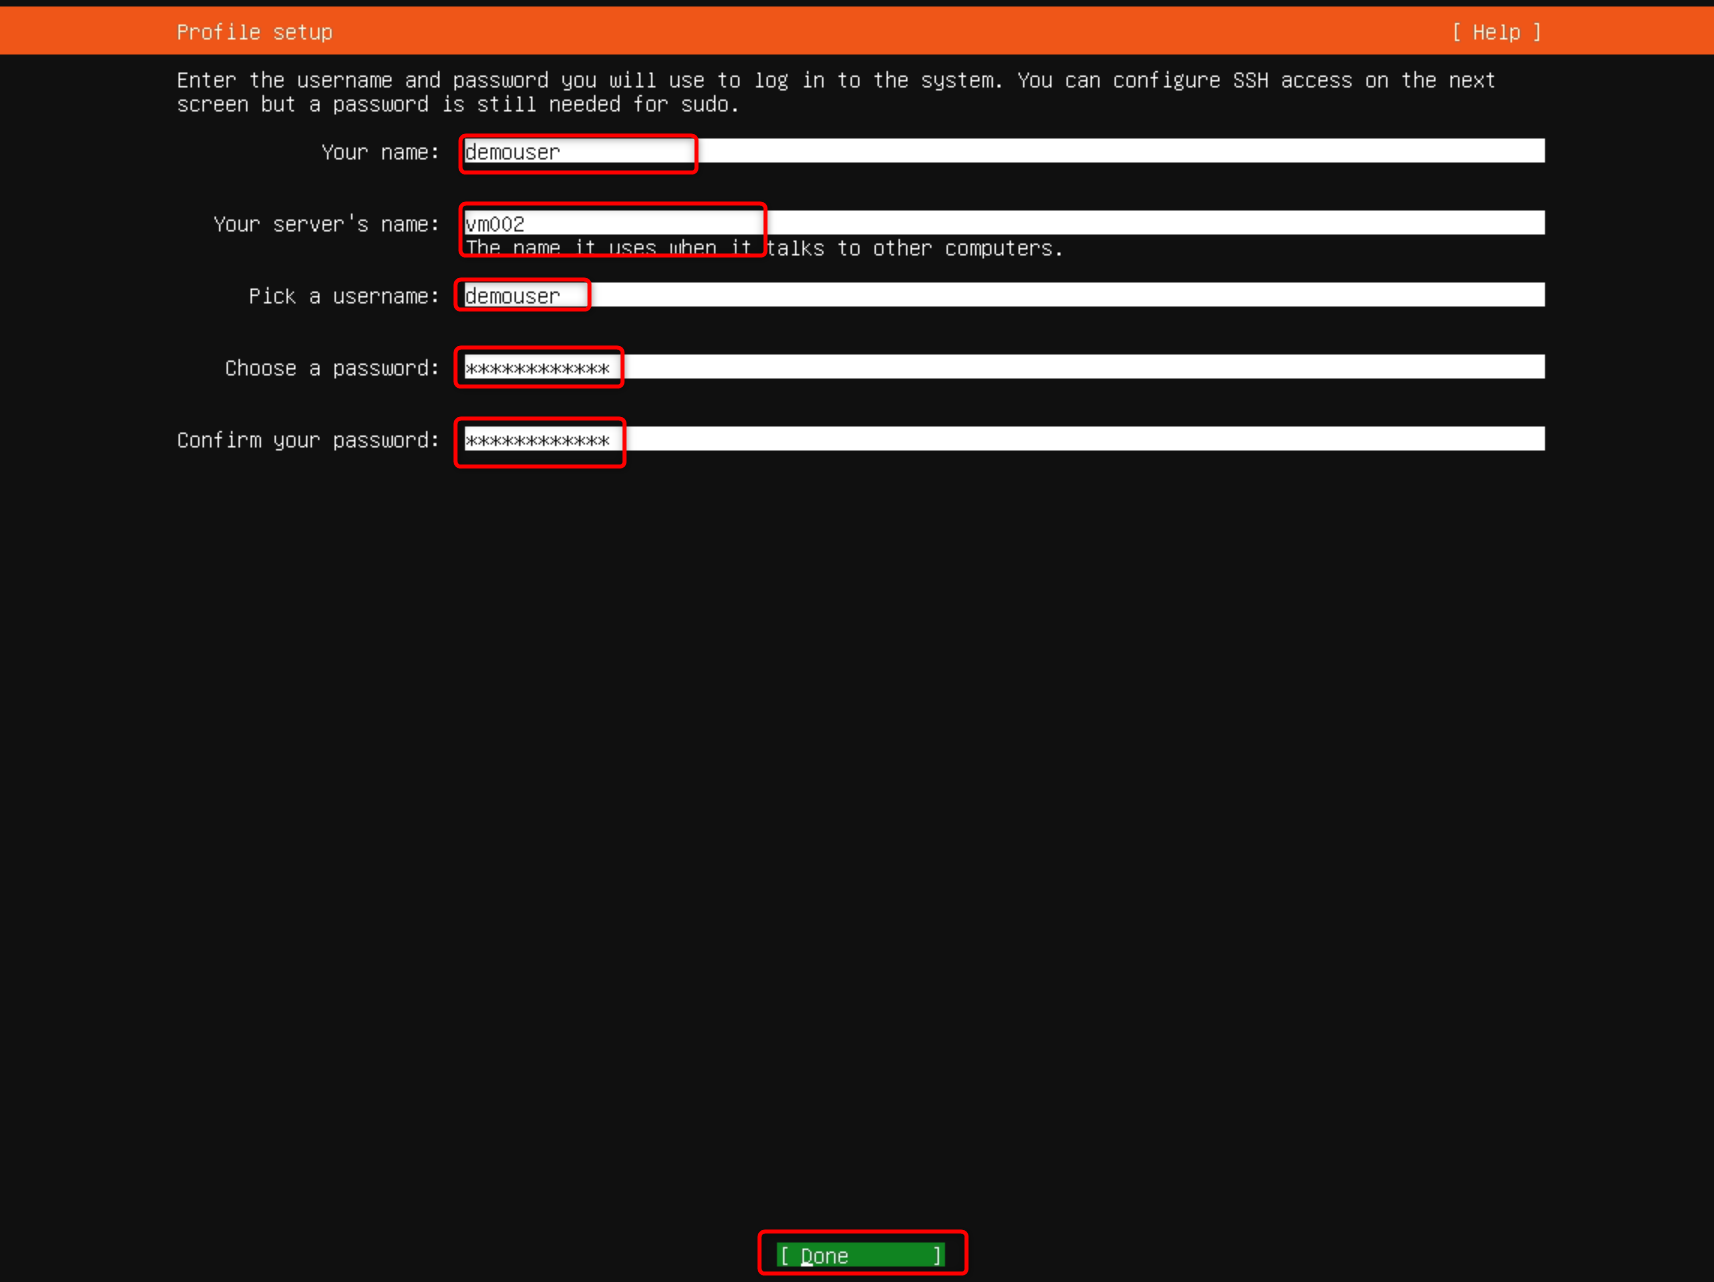 Profile setup [ Help ]
Enter the username and password you will use to log in to the system. You can configure SSH access on the next
screen but a password is still needed for sudo.
Your name: demouser
Your server's name: vm002
The name it uses when it talks to other computers.
Pick a username: demouser
Choose a password: ************
Confirm your password: ************
[ Done ]